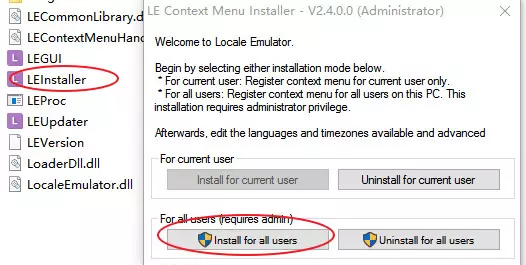 LECommonLibrary.d
LEContextMenuHand
LEGUI
LEInstaller
LEProc
LEUpdater
LEVersion
LoaderDll.dll
LocaleEmulator.dll
LE Context Menu Installer - V2.4.0.0 (Administrator)
Welcome to Locale Emulator.
Begin by selecting either installation mode below.
* For current user: Register context menu for current user only.
* For all users: Register context menu for all users on this PC. This
installation requires administrator privilege.
Afterwards, edit the languages and timezones available and advanced
For current user
Install for current user
Uninstall for current user
For all users (requires admin)
Install for all users
Uninstall for all users